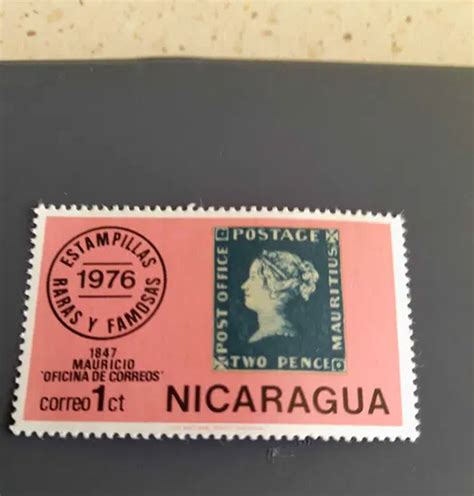 ESTAMPILLAS
1976
RARAS Y FAMOSAS
1847
MAURICIO
"OFICINA DE CORREOS"
correo 1 ct
POST OFFICE
POSTAGE
MAURITIUS
TWO PENCE
NICARAGUA